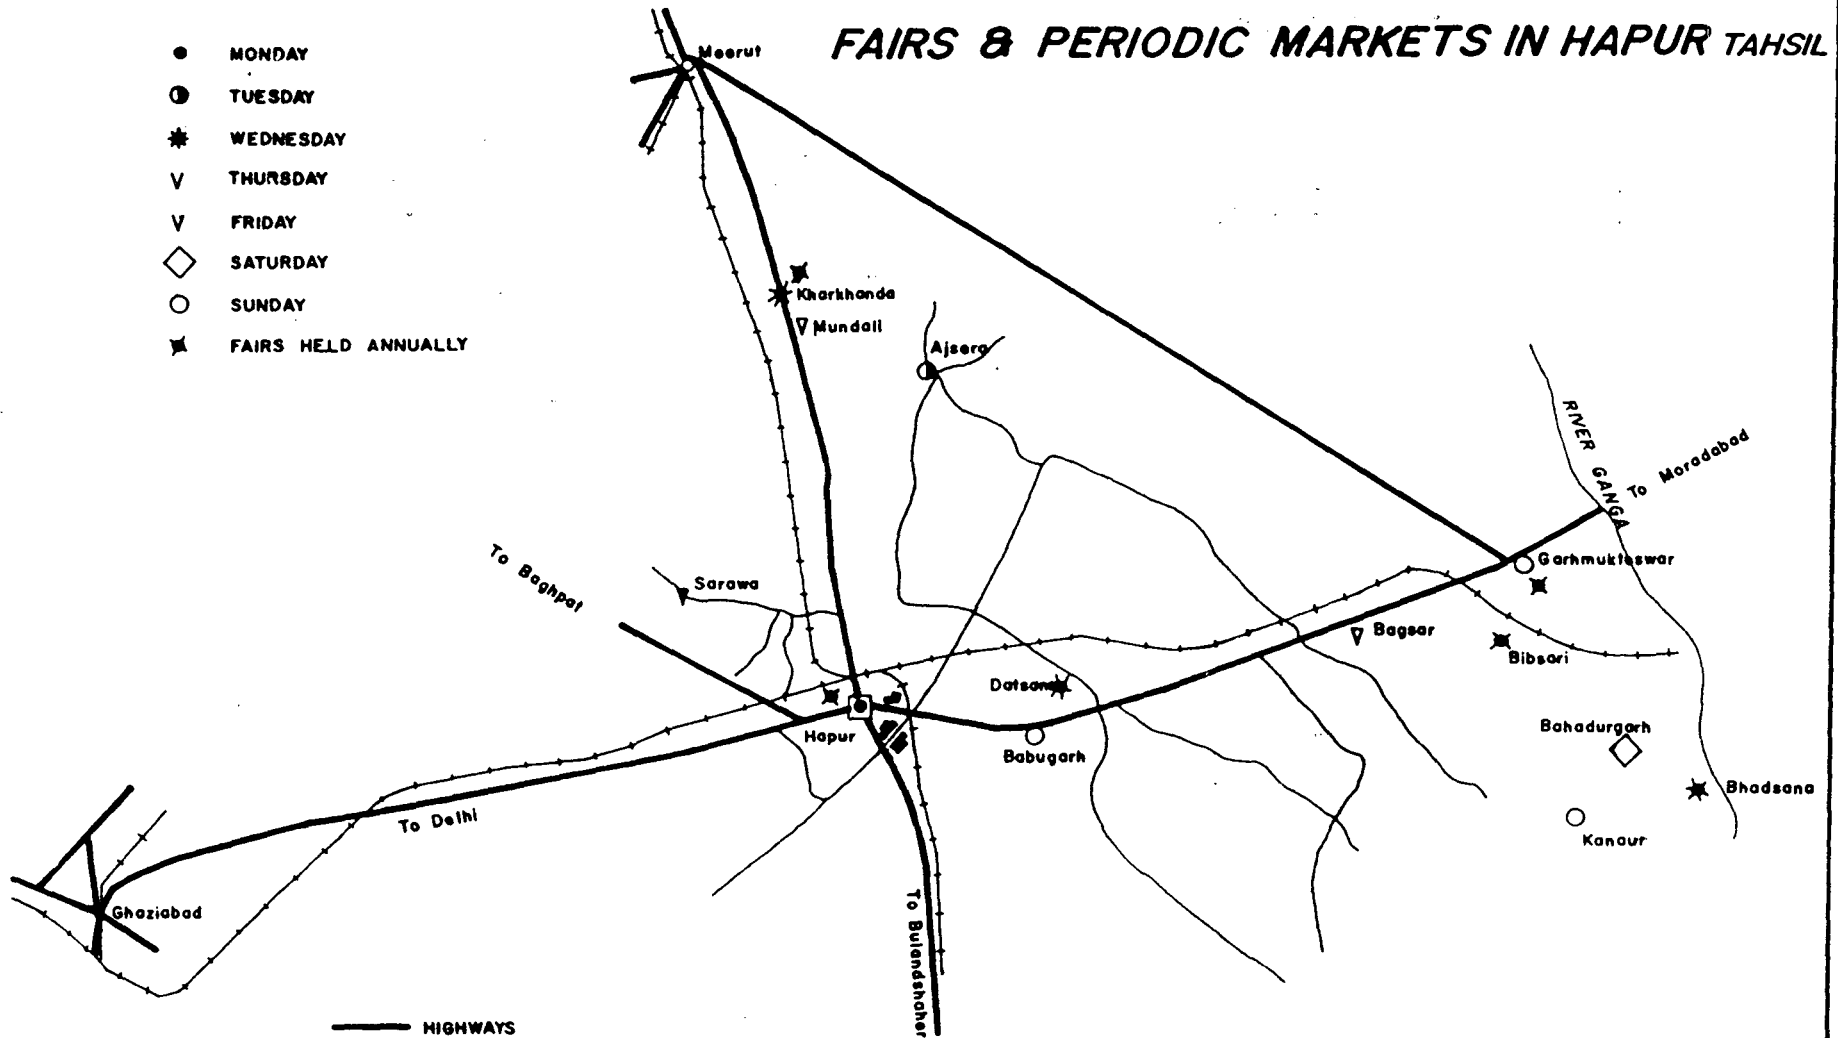 FAIRS & PERIODIC MARKETS IN HAPUR TAHSIL
MONDAY
TUESDAY
WEDNESDAY
THURSDAY
FRIDAY
SATURDAY
SUNDAY
FAIRS HELD ANNUALLY
Meerut
Kharkhonda
Mundali
Ajsera
RIVER GANGA
To Moradabad
Garhmukteswar
To Baghpat
Sarawa
Bagsar
Bibsari
Datsana
Hapur
Babugarh
Bahadurgarh
Bhadsana
Kanaur
To Delhi
Ghaziabad
To Bulandshaher
HIGHWAYS